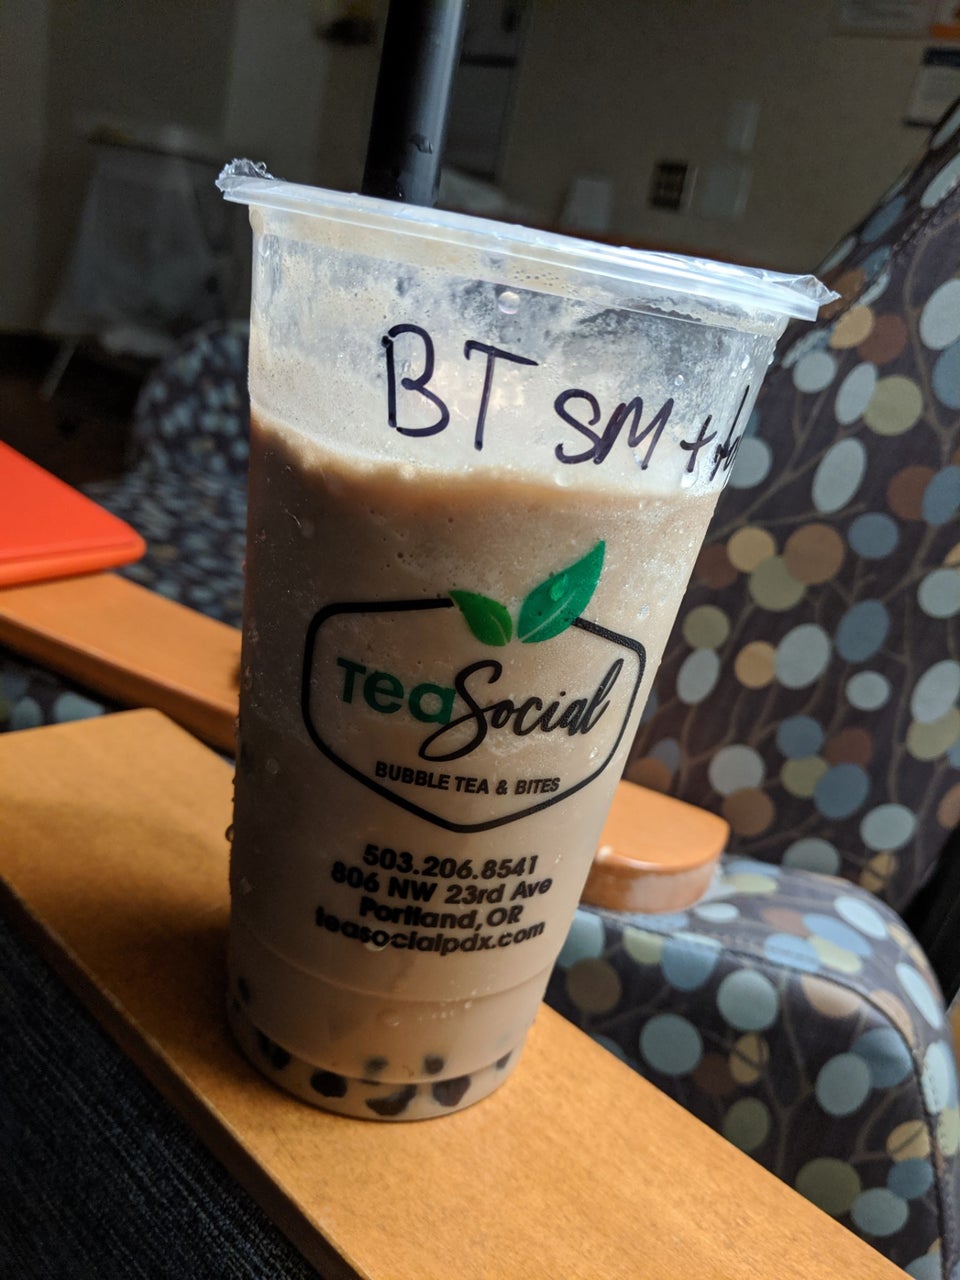 BT SM +
TeaSocial
BUBBLE TEA & BITES
503.206.8541
806 NW 23rd Ave
Portland, OR
teasocialpdx.com